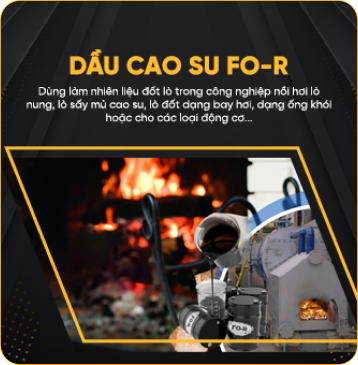 DẦU CAO SU FO-R
Dùng làm nhiên liệu đốt lò trong công nghiệp nồi hơi lò
nung, lò sấy mủ cao su, lò đốt dạng bay hơi, dạng ống khói
hoặc cho các loại động cơ...
FO-R